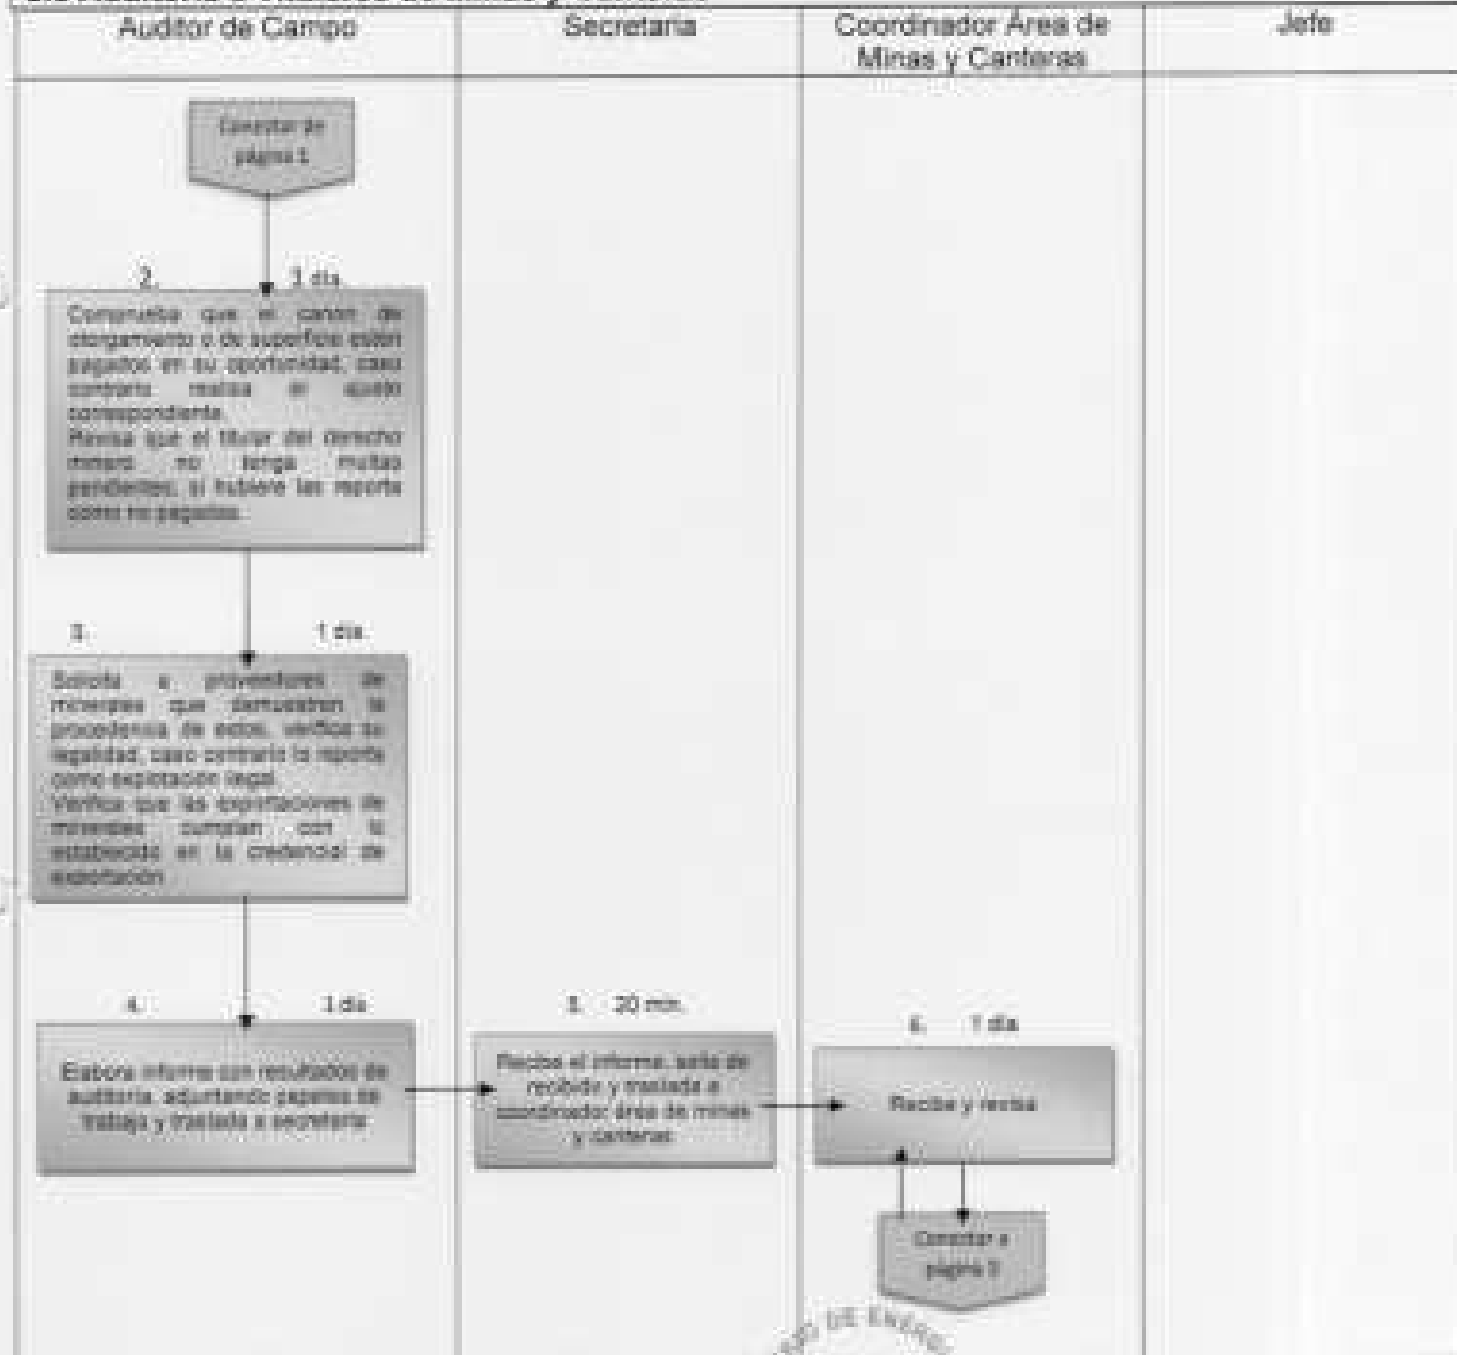 Auditor de Campo
Secretaria
Coordinador Área de
Minas y Canteras
Jefe
Conectar de
página 1
2.
día
Comprueba que el canon de
otorgamiento o de superficie estén
pagados en su oportunidad, caso
contrario realiza el ajuste
correspondiente.
Revisa que el titular del derecho
minero no tenga multas
pendientes, si hubiere las reporta
como no pagadas.
3.
1 día
Solicita a proveedores de
minerales que demuestren la
procedencia de estos, verifica su
legalidad, caso contrario lo reporta
como explotación ilegal.
Verifica que las exportaciones de
minerales cumplan con lo
establecido en la credencial de
exportación
4.
día
Elabora informe con resultados de
auditoría, adjuntando papeles de
trabajo y traslada a secretaria
5. 20 min.
Recibe el informe, sella de
recibido y traslada a
coordinador área de minas
y canteras
6. 1 día
Recibe y revisa
Conectar a
página 3
DE ENERG